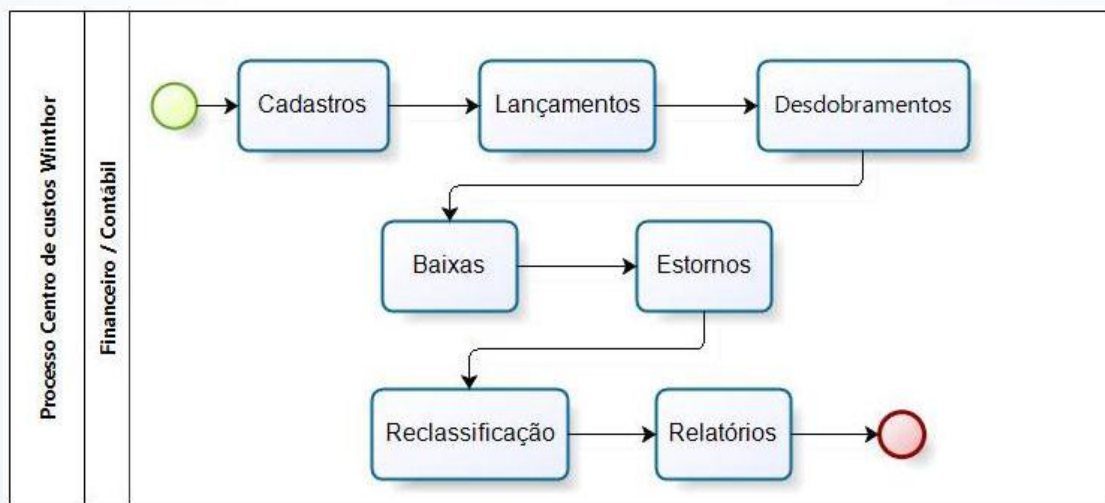 Processo Centro de custos Winthor
Financeiro / Contábil
Cadastros
Lançamentos
Desdobramentos
Baixas
Estornos
Reclassificação
Relatórios